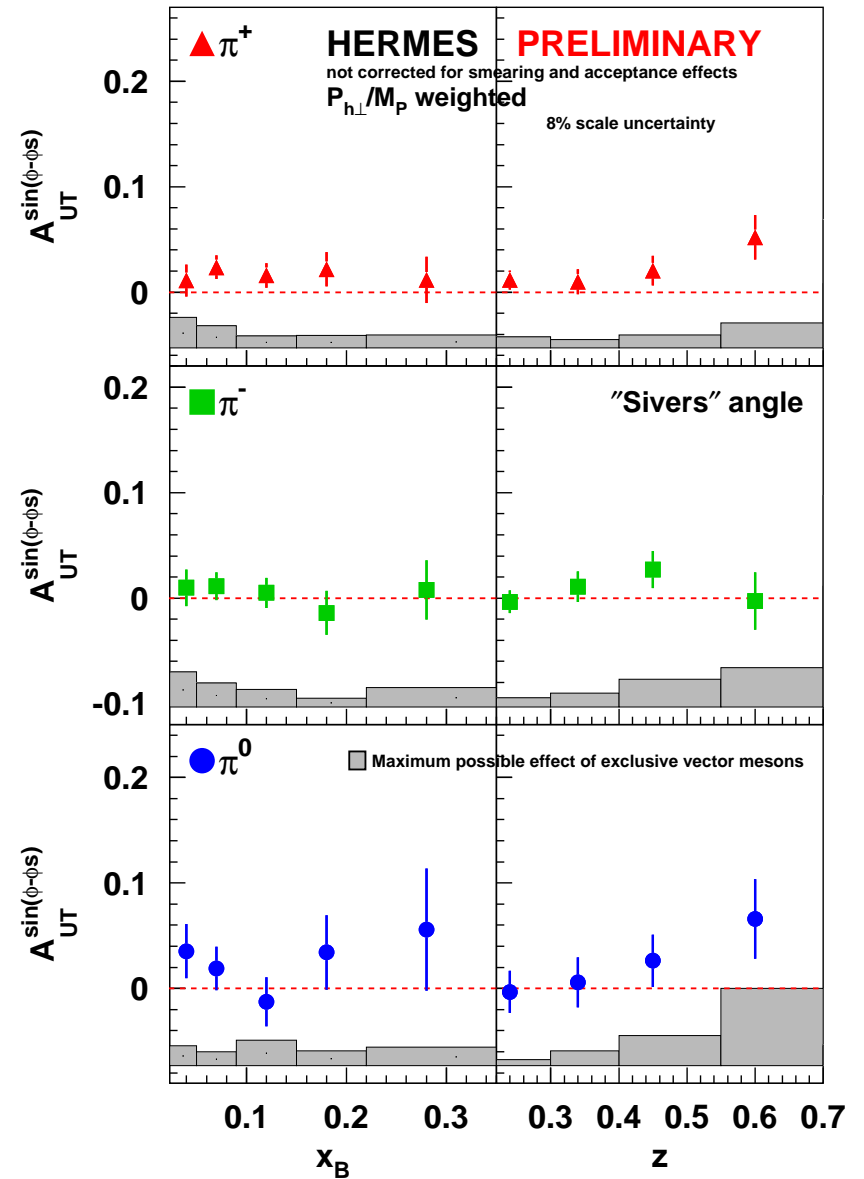 π+ HERMES PRELIMINARY
not corrected for smearing and acceptance effects
Ph⊥/MP weighted
8% scale uncertainty
AUT sin(ϕ-ϕs)
0.2
0.1
0
π- ″Sivers″ angle
AUT sin(ϕ-ϕs)
0.2
0.1
0
-0.1
π0 Maximum possible effect of exclusive vector mesons
AUT sin(ϕ-ϕs)
0.2
0.1
0
0.1 0.2 0.3 0.3 0.4 0.5 0.6 0.7
xB z